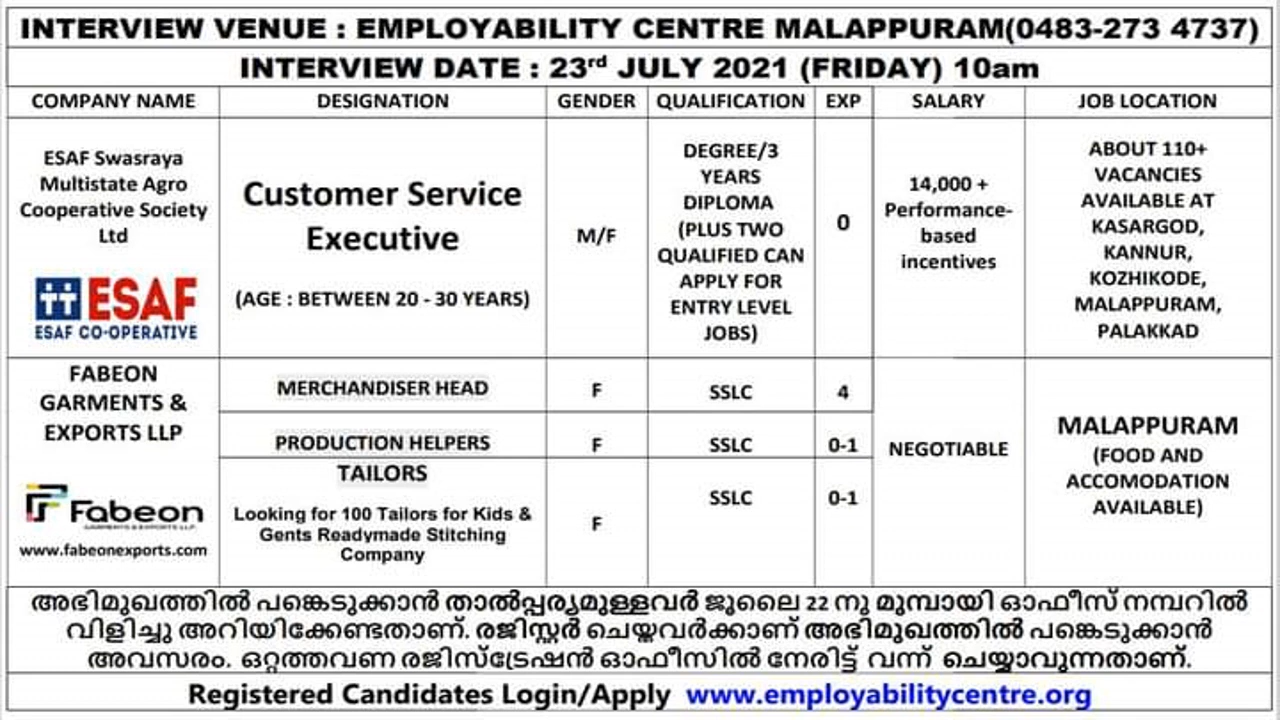 INTERVIEW VENUE : EMPLOYABILITY CENTRE MALAPPURAM(0483-273 4737)
INTERVIEW DATE : 23rd JULY 2021 (FRIDAY) 10am
COMPANY NAME DESIGNATION GENDER QUALIFICATION EXP SALARY JOB LOCATION
ESAF Swasraya
Multistate Agro
Cooperative Society
Ltd
ESAF
ESAF CO-OPERATIVE
Customer Service
Executive
(AGE : BETWEEN 20 - 30 YEARS)
M/F
DEGREE/3
YEARS
DIPLOMA
(PLUS TWO
QUALIFIED CAN
APPLY FOR
ENTRY LEVEL
JOBS)
0
14,000 +
Performance-
based
incentives
ABOUT 110+
VACANCIES
AVAILABLE AT
KASARGOD,
KANNUR,
KOZHIKODE,
MALAPPURAM,
PALAKKAD
FABEON
GARMENTS &
EXPORTS LLP
Fabeon
GARMENTS & EXPORTS LLP.
www.fabeonexports.com
MERCHANDISER HEAD F SSLC 4
PRODUCTION HELPERS F SSLC 0-1
TAILORS
Looking for 100 Tailors for Kids &
Gents Readymade Stitching
Company
F
SSLC 0-1
NEGOTIABLE
MALAPPURAM
(FOOD AND
ACCOMODATION
AVAILABLE)
അഭിമുഖത്തിൽ പങ്കെടുക്കാൻ താൽപ്പര്യമുള്ളവർ ജൂലൈ 22 നു മുമ്പായി ഓഫീസ് നമ്പറിൽ
വിളിച്ചു അറിയിക്കേണ്ടതാണ്. രജിസ്റ്റർ ചെയ്തവർക്കാണ് അഭിമുഖത്തിൽ പങ്കെടുക്കാൻ
അവസരം. ഒറ്റത്തവണ രജിസ്ട്രേഷൻ ഓഫീസിൽ നേരിട്ട് വന്ന് ചെയ്യാവുന്നതാണ്.
Registered Candidates Login/Apply www.employabilitycentre.org